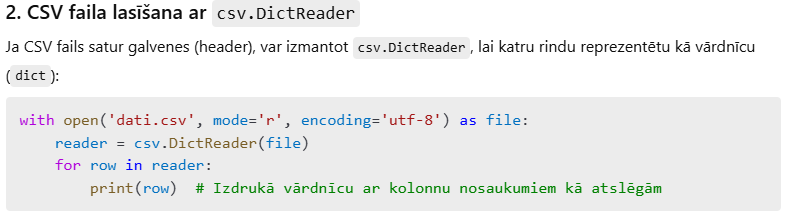 2. CSV faila lasīšana ar csv.DictReader
Ja CSV fails satur galvenes (header), var izmantot csv.DictReader, lai katru rindu reprezentētu kā vārdnīcu
(dict):
with open('dati.csv', mode='r', encoding='utf-8') as file:
    reader = csv.DictReader(file)
    for row in reader:
        print(row)  # Izdrukā vārdnīcu ar kolonnu nosaukumiem kā atslēgām